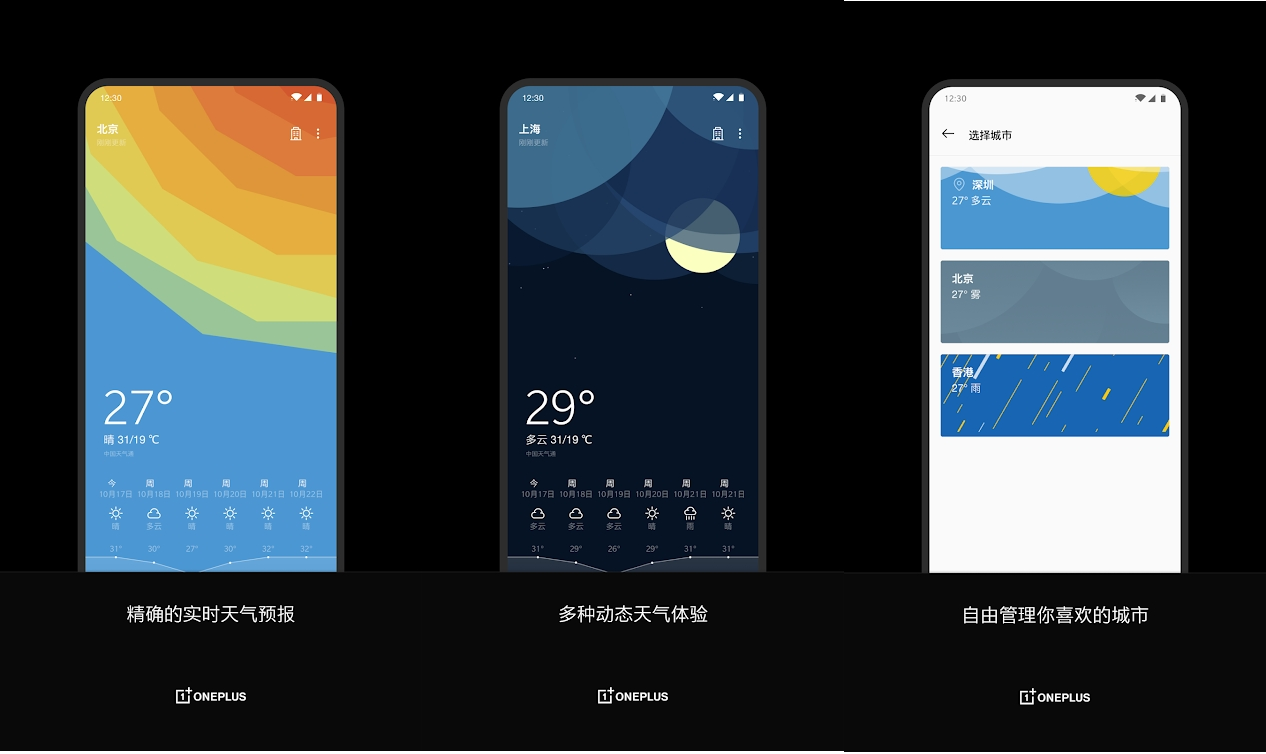 12:30
北京
刚刚更新
27°
晴 31/19 ℃
中国天气通
今 周 周 周 周 周
10月17日 10月18日 10月19日 10月20日 10月21日 10月22日
晴 多云 晴 晴 晴 晴
31° 30° 27° 30° 32° 32°
精确的实时天气预报
1+ ONEPLUS
12:30
上海
刚刚更新
29°
多云 31/19 ℃
中国天气通
今 周 周 周 周 周
10月17日 10月18日 10月19日 10月20日 10月21日 10月21日
多云 多云 多云 晴 雨 晴
31° 29° 26° 29° 31° 31°
多种动态天气体验
1+ ONEPLUS
12:30
选择城市
深圳
27° 多云
北京
27° 雾
香港
27° 雨
自由管理你喜欢的城市
1+ ONEPLUS